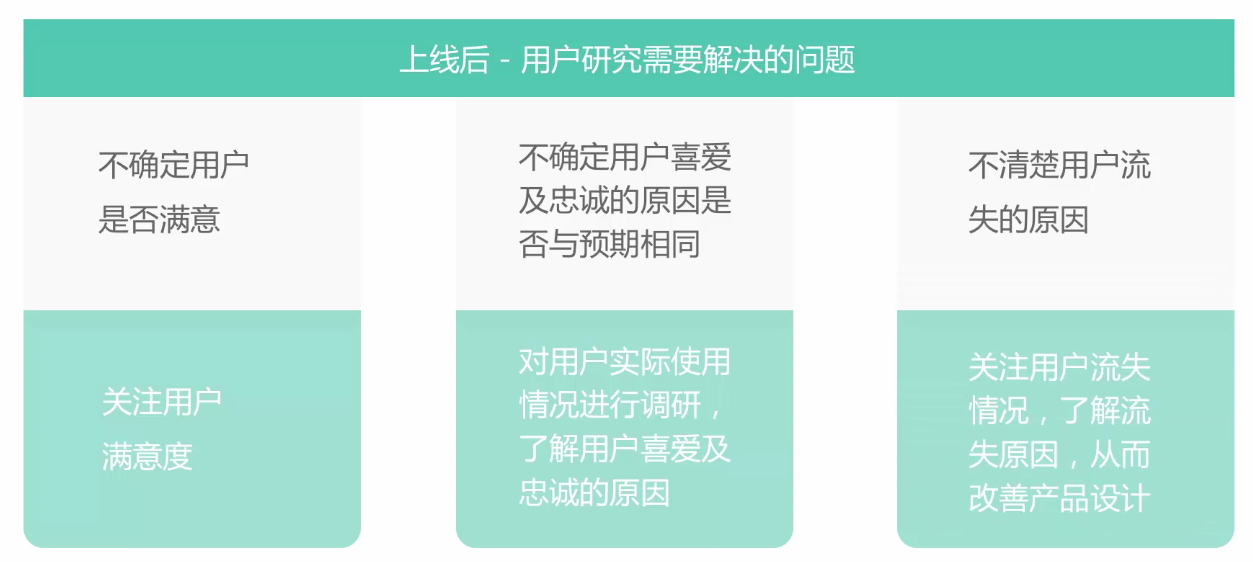 上线后 - 用户研究需要解决的问题
不确定用户
是否满意
不确定用户喜爱
及忠诚的原因是
否与预期相同
不清楚用户流
失的原因
关注用户
满意度
对用户实际使用
情况进行调研，
了解用户喜爱及
忠诚的原因
关注用户流失
情况，了解流
失原因，从而
改善产品设计